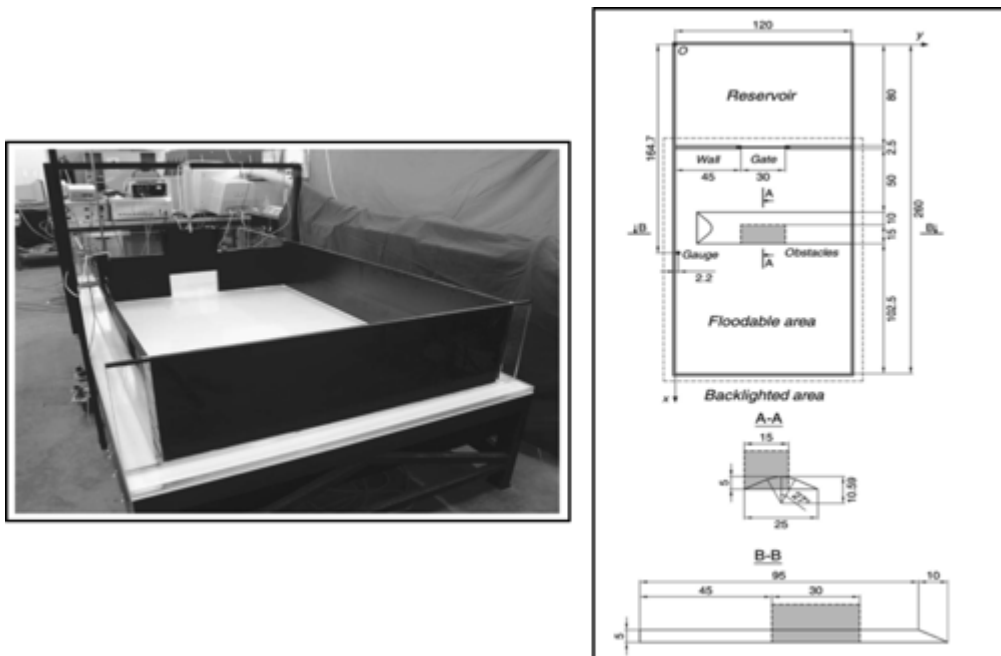 120
y
O
Reservoir
80
164.7
2.5
Wall
Gate
45
30
50
A
260
10
15
B
B
Gauge
A
Obstacles
2.2
Floodable area
102.5
x
Backlighted area
A-A
15
5
27°
10.59
25
B-B
95
10
45
30
5